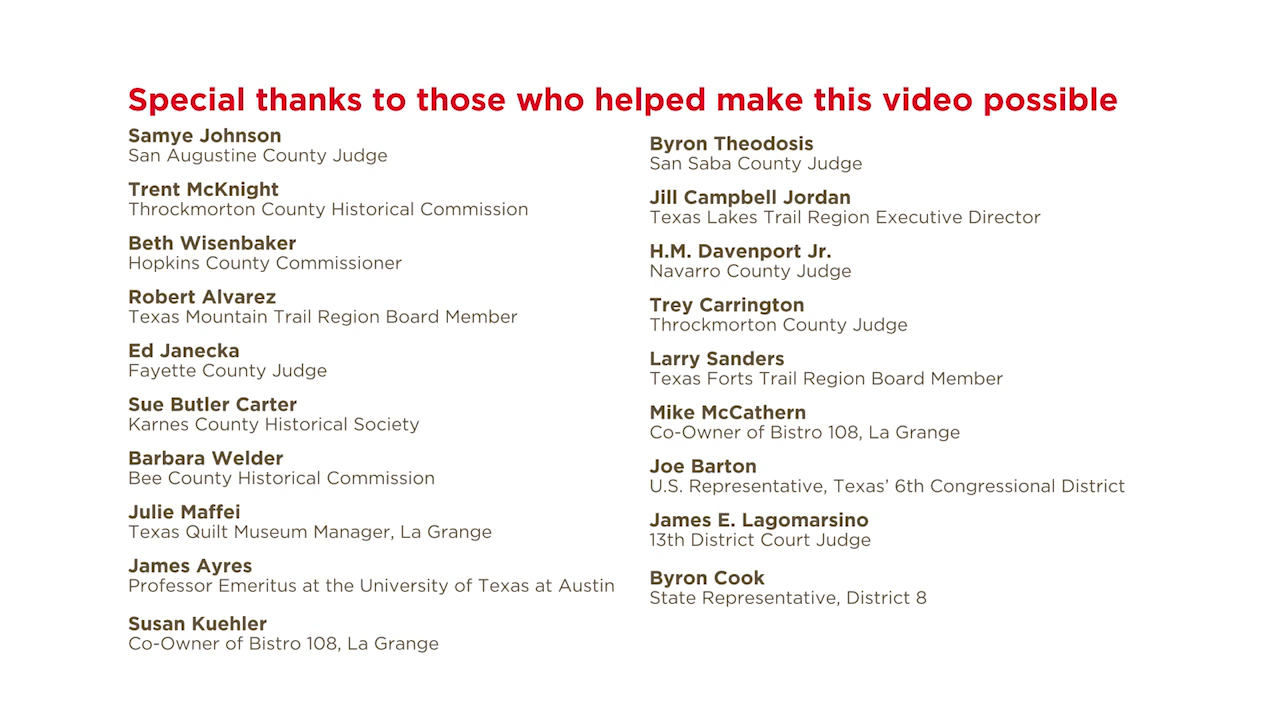 Special thanks to those who helped make this video possible
Samye Johnson
San Augustine County Judge
Trent McKnight
Throckmorton County Historical Commission
Beth Wisenbaker
Hopkins County Commissioner
Robert Alvarez
Texas Mountain Trail Region Board Member
Ed Janecka
Fayette County Judge
Sue Butler Carter
Karnes County Historical Society
Barbara Welder
Bee County Historical Commission
Julie Maffei
Texas Quilt Museum Manager, La Grange
James Ayres
Professor Emeritus at the University of Texas at Austin
Susan Kuehler
Co-Owner of Bistro 108, La Grange
Byron Theodosis
San Saba County Judge
Jill Campbell Jordan
Texas Lakes Trail Region Executive Director
H.M. Davenport Jr.
Navarro County Judge
Trey Carrington
Throckmorton County Judge
Larry Sanders
Texas Forts Trail Region Board Member
Mike McCathern
Co-Owner of Bistro 108, La Grange
Joe Barton
U.S. Representative, Texas’ 6th Congressional District
James E. Lagomarsino
13th District Court Judge
Byron Cook
State Representative, District 8